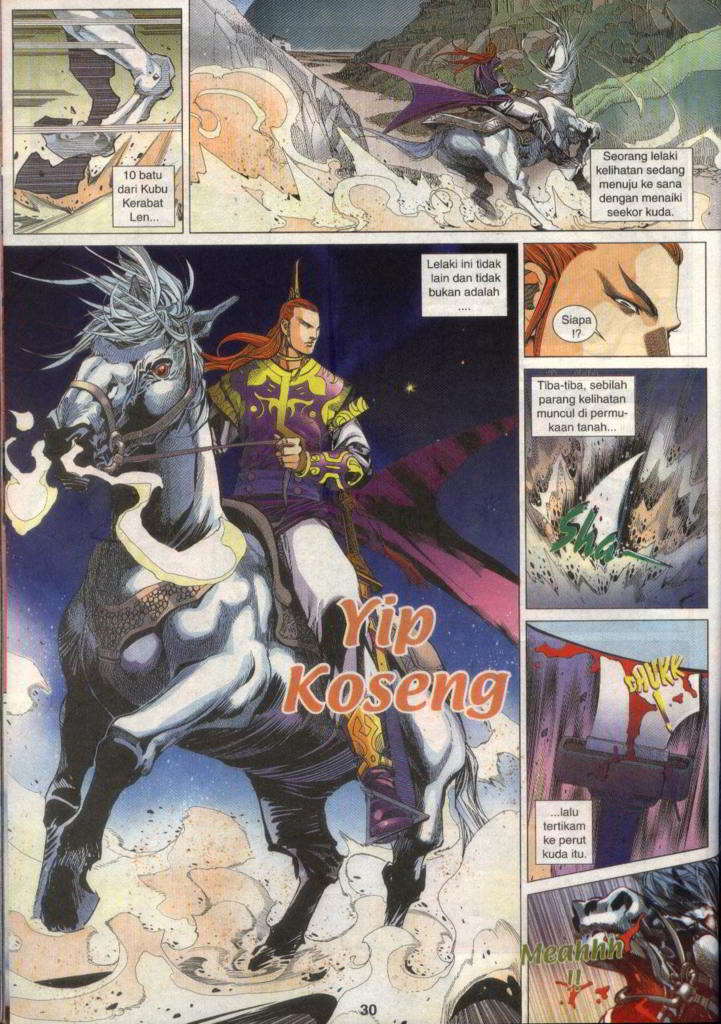 10 batu
dari Kubu
Kerabat
Len...
Seorang lelaki
kelihatan sedang
menuju ke sana
dengan menaiki
seekor kuda.
Lelaki ini tidak
lain dan tidak
bukan adalah
....
Yip
Koseng
Siapa
!?
Tiba-tiba, sebilah
parang kelihatan
muncul di permu-
kaan tanah...
Sha
CHUKK
!
...lalu
tertikam
ke perut
kuda itu.
Meahhh
!!
30